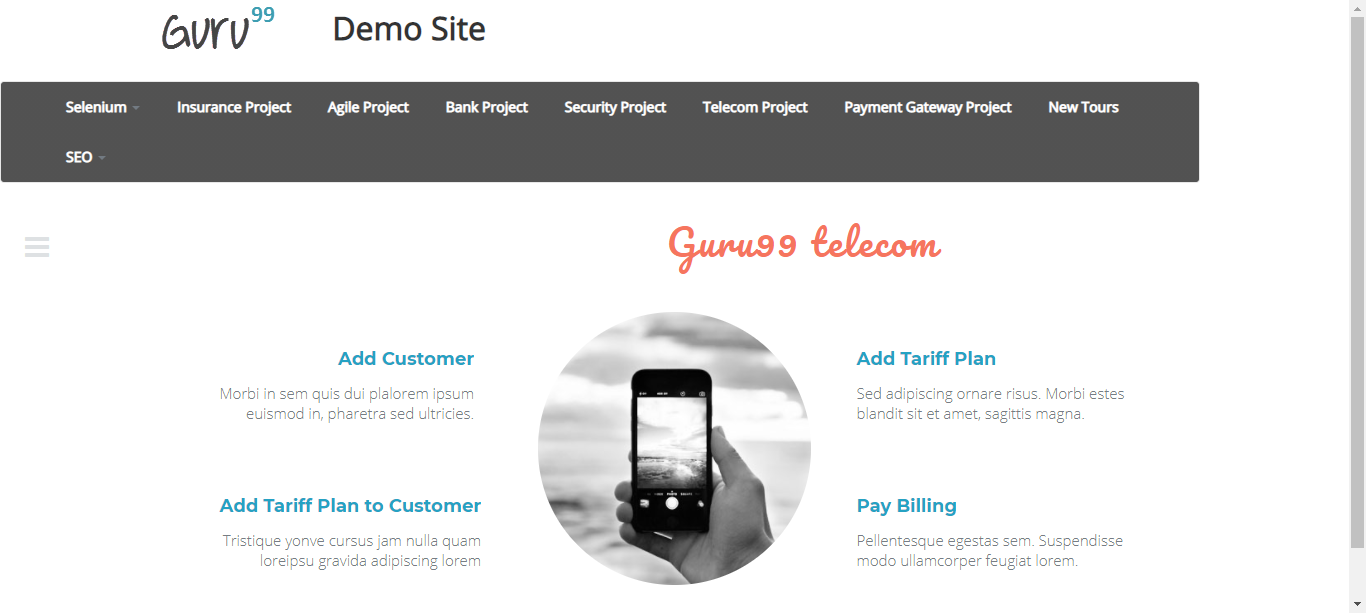 Guru99 Demo Site
Selenium Insurance Project Agile Project Bank Project Security Project Telecom Project Payment Gateway Project New Tours
SEO
Guru99 telecom
Add Customer
Morbi in sem quis dui plalorem ipsum
euismod in, pharetra sed ultricies.
Add Tariff Plan
Sed adipiscing ornare risus. Morbi estes
blandit sit et amet, sagittis magna.
Add Tariff Plan to Customer
Tristique yonve cursus jam nulla quam
loreipsu gravida adipiscing lorem
Pay Billing
Pellentesque egestas sem. Suspendisse
modo ullamcorper feugiat lorem.